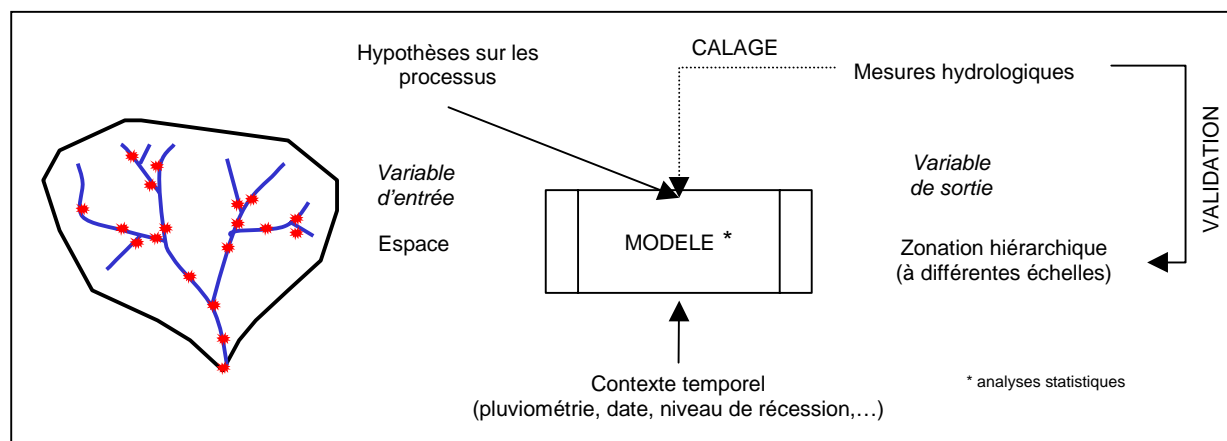 CALAGE
Hypothèses sur les
processus
Mesures hydrologiques
VALIDATION
Variable
d'entrée
Variable
de sortie
Espace
MODELE *
Zonation hiérarchique
(à différentes échelles)
Contexte temporel
(pluviométrie, date, niveau de récession,…)
* analyses statistiques